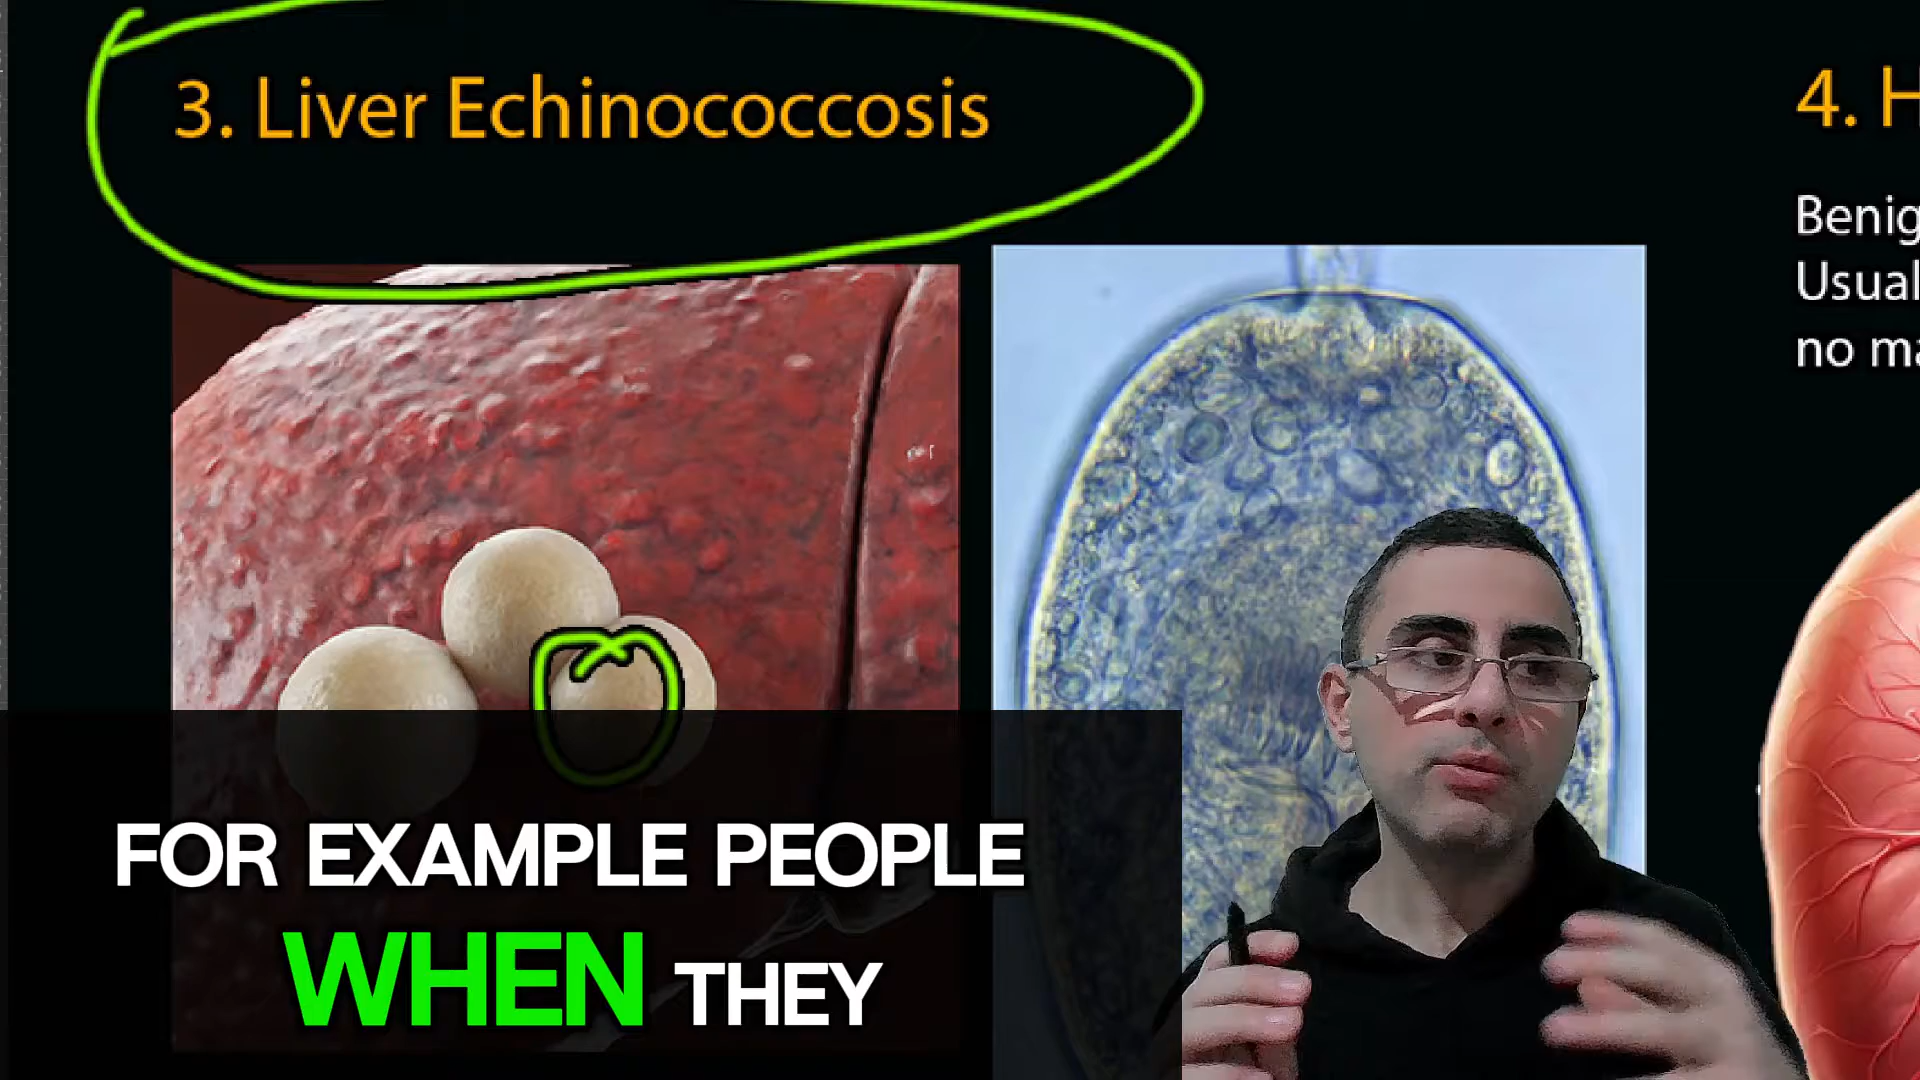 3. Liver Echinococcosis
4. H
Benig
Usual
no ma
FOR EXAMPLE PEOPLE
WHEN THEY